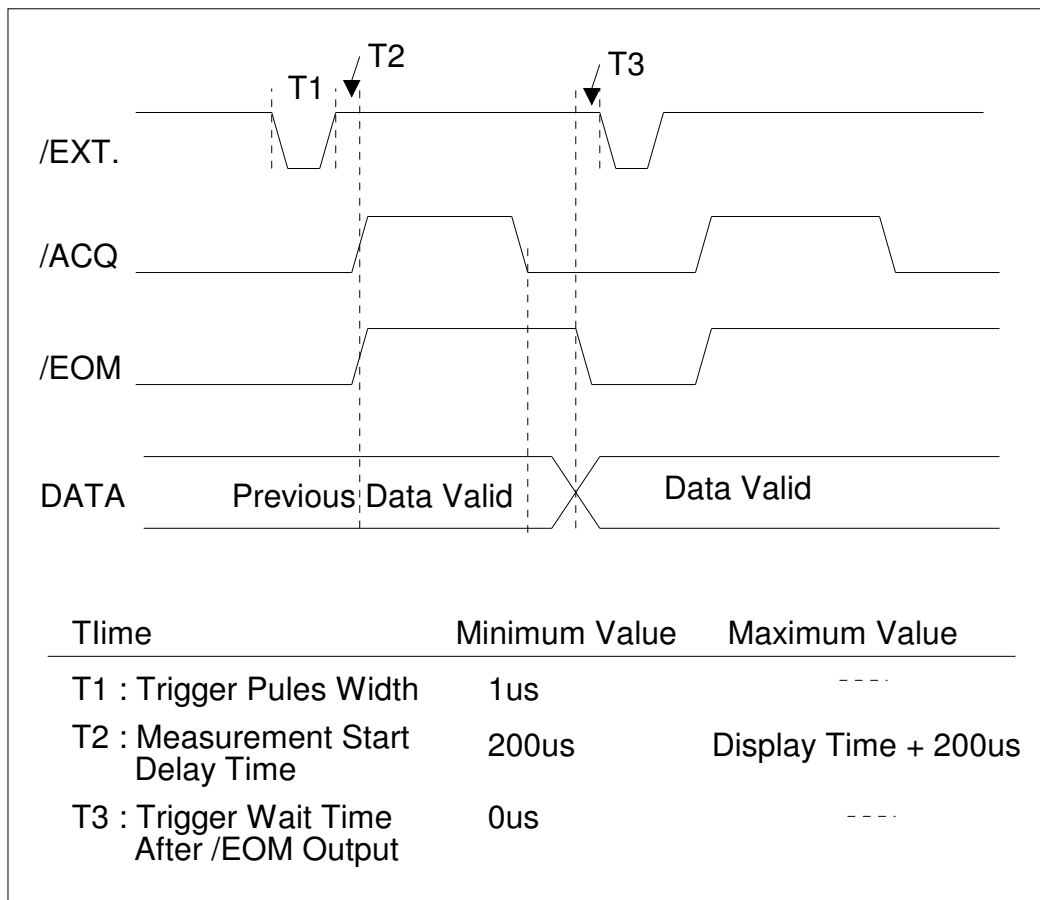 T2
T3
T1
/EXT.
/ACQ
/EOM
DATA
Previous Data Valid
Data Valid
TIime Minimum Value Maximum Value
T1 : Trigger Pules Width 1us ----
T2 : Measurement Start
Delay Time
200us Display Time + 200us
T3 : Trigger Wait Time
After /EOM Output
0us ----